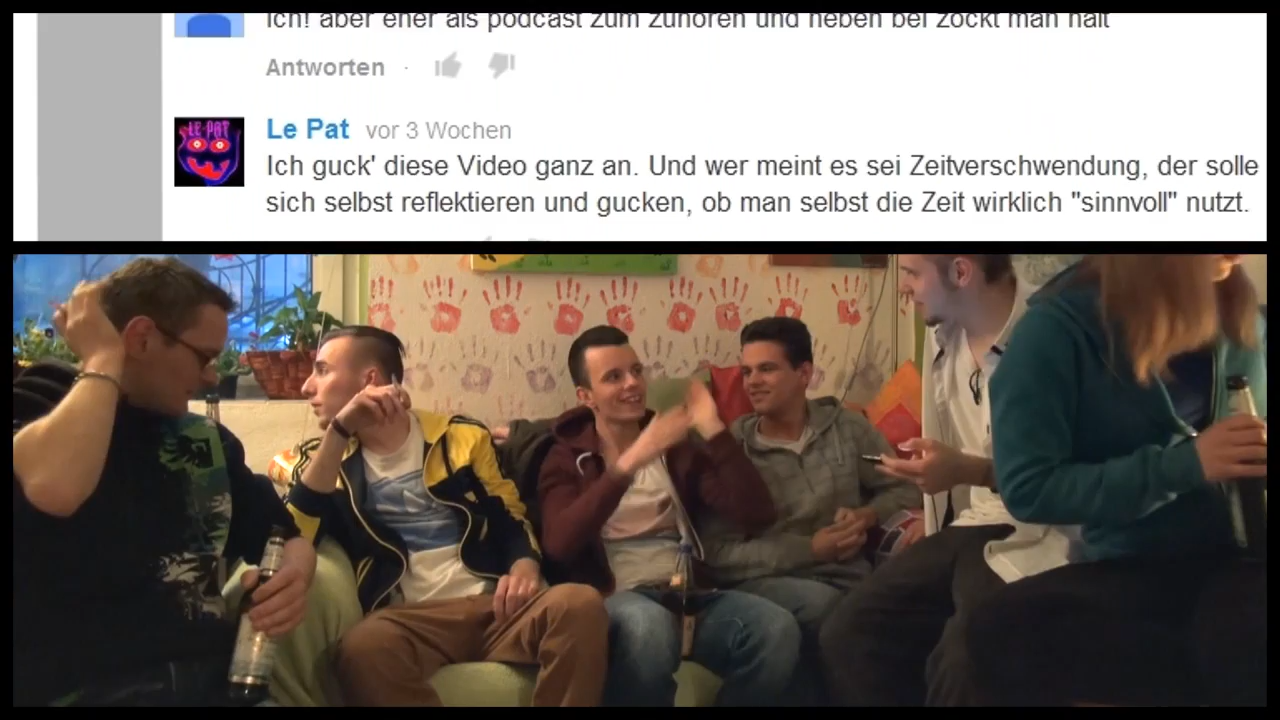 Ich! aber eher als podcast zum zuhören und neben bei zockt man halt
Antworten ·
LE PAT
Le Pat vor 3 Wochen
Ich guck' diese Video ganz an. Und wer meint es sei Zeitverschwendung, der solle
sich selbst reflektieren und gucken, ob man selbst die Zeit wirklich "sinnvoll" nutzt.